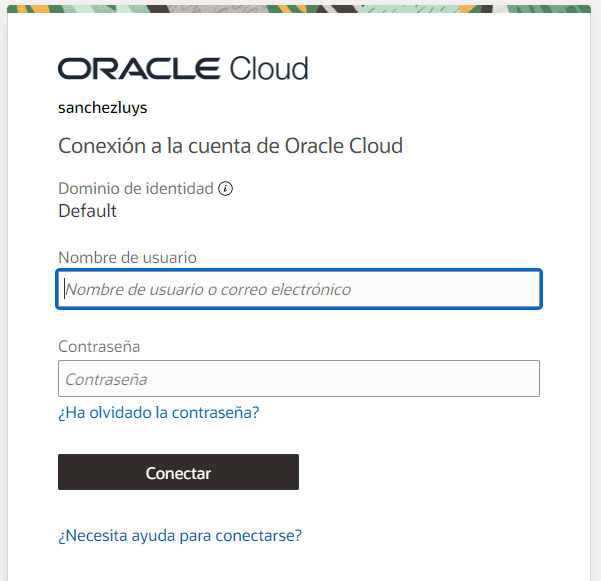 ORACLE Cloud
sanchezluys
Conexión a la cuenta de Oracle Cloud
Dominio de identidad i
Default
Nombre de usuario
Nombre de usuario o correo electrónico
Contraseña
Contraseña
¿Ha olvidado la contraseña?
Conectar
¿Necesita ayuda para conectarse?